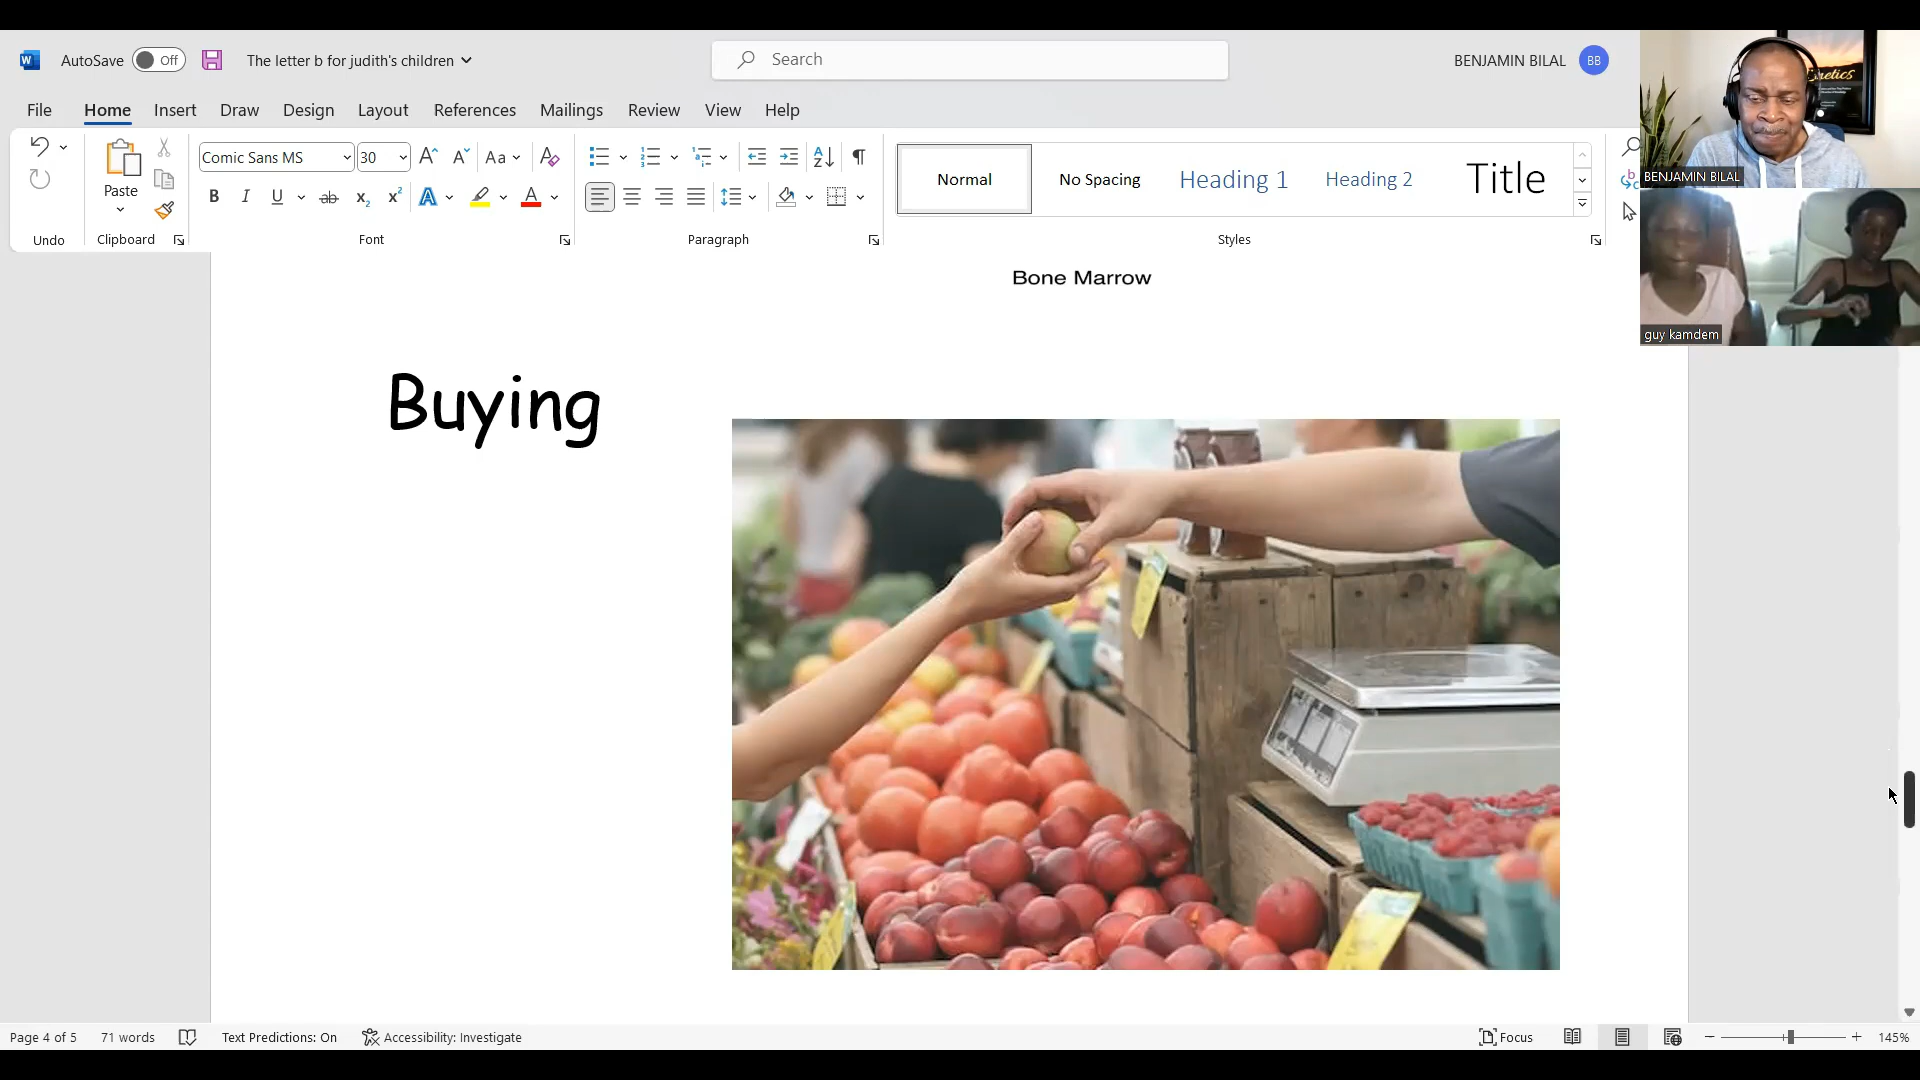 AutoSave Off The letter b for judith's children Search BENJAMIN BILAL BB
File Home Insert Draw Design Layout References Mailings Review View Help
Comic Sans MS 30 Normal No Spacing Heading 1 Heading 2 Title
Paste
Undo Clipboard Font Paragraph Styles
BENJAMIN BILAL
guy kamdem
Bone Marrow
Buying
Page 4 of 5 71 words Text Predictions: On Accessibility: Investigate Focus 145%